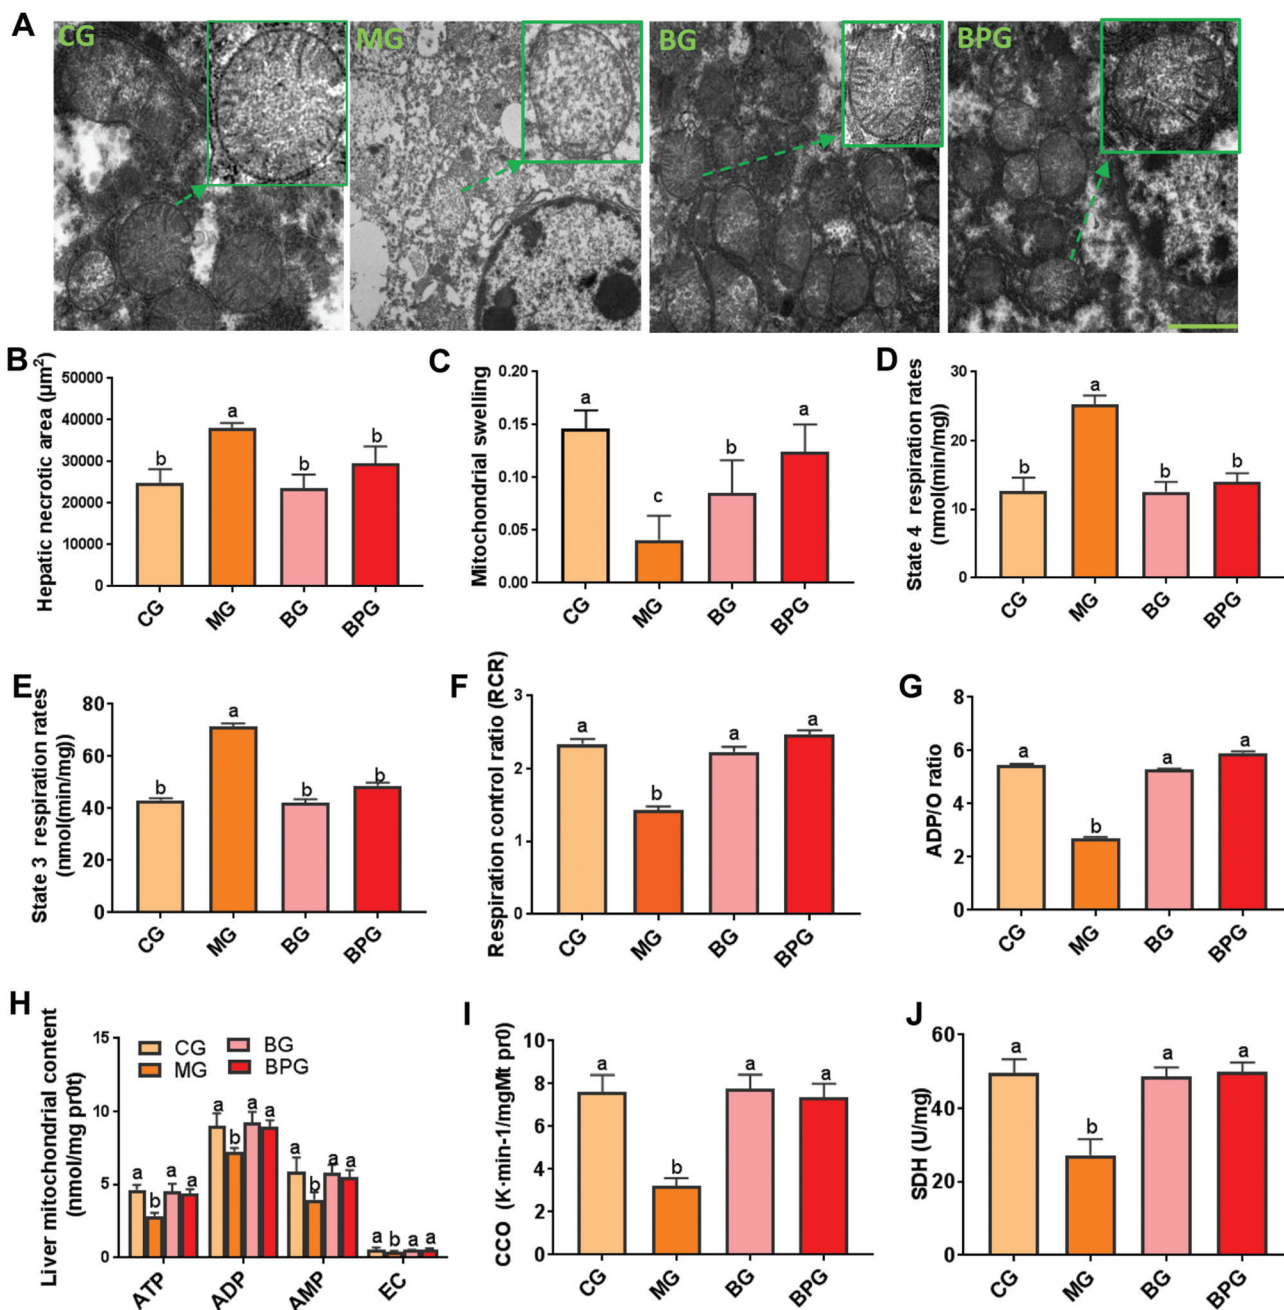 A
CG
MG
BG
BPG
B
Hepatic necrotic area (µm²)
50000
40000
30000
20000
10000
0
b
a
b
b
CG
MG
BG
BPG
C
Mitochondrial swelling
0.20
0.15
0.10
0.05
0.00
a
c
b
a
CG
MG
BG
BPG
D
State 4 respiration rates
(nmol(min/mg))
30
20
10
0
b
a
b
b
CG
MG
BG
BPG
E
State 3 respiration rates
(nmol(min/mg))
80
60
40
20
0
b
a
b
b
CG
MG
BG
BPG
F
Respiration control ratio (RCR)
3
2
1
0
a
b
a
a
CG
MG
BG
BPG
G
ADP/O ratio
8
6
4
2
0
a
b
a
a
CG
MG
BG
BPG
H
Liver mitochondrial content
(nmol/mg pr0t)
15
10
5
0
CG
MG
BG
BPG
a b a a
a b a a
a b a a
a b a a
ATP
ADP
AMP
EC
I
CCO (K·min-1/mgMt pr0)
10
8
6
4
2
0
a
b
a
a
CG
MG
BG
BPG
J
SDH (U/mg)
60
40
20
0
a
b
a
a
CG
MG
BG
BPG